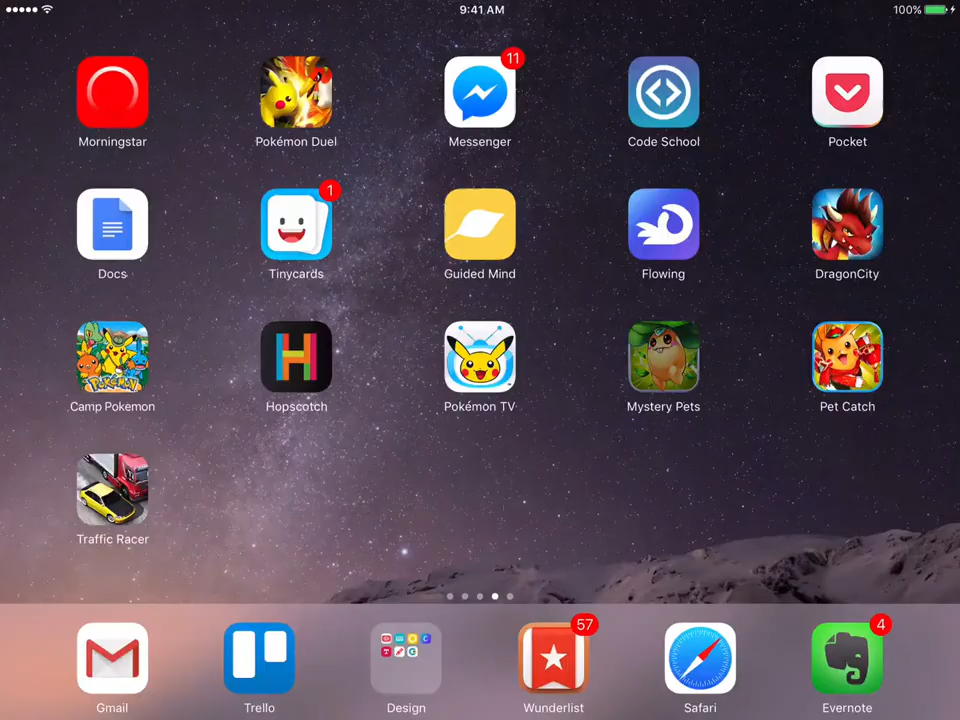 9:41 AM
100%
11
Morningstar
Pokémon Duel
Messenger
Code School
Pocket
1
Docs
Tinycards
Guided Mind
Flowing
DragonCity
POKéMON
Camp Pokemon
Hopscotch
Pokémon TV
Mystery Pets
Pet Catch
Traffic Racer
57
4
Gmail
Trello
Design
Wunderlist
Safari
Evernote